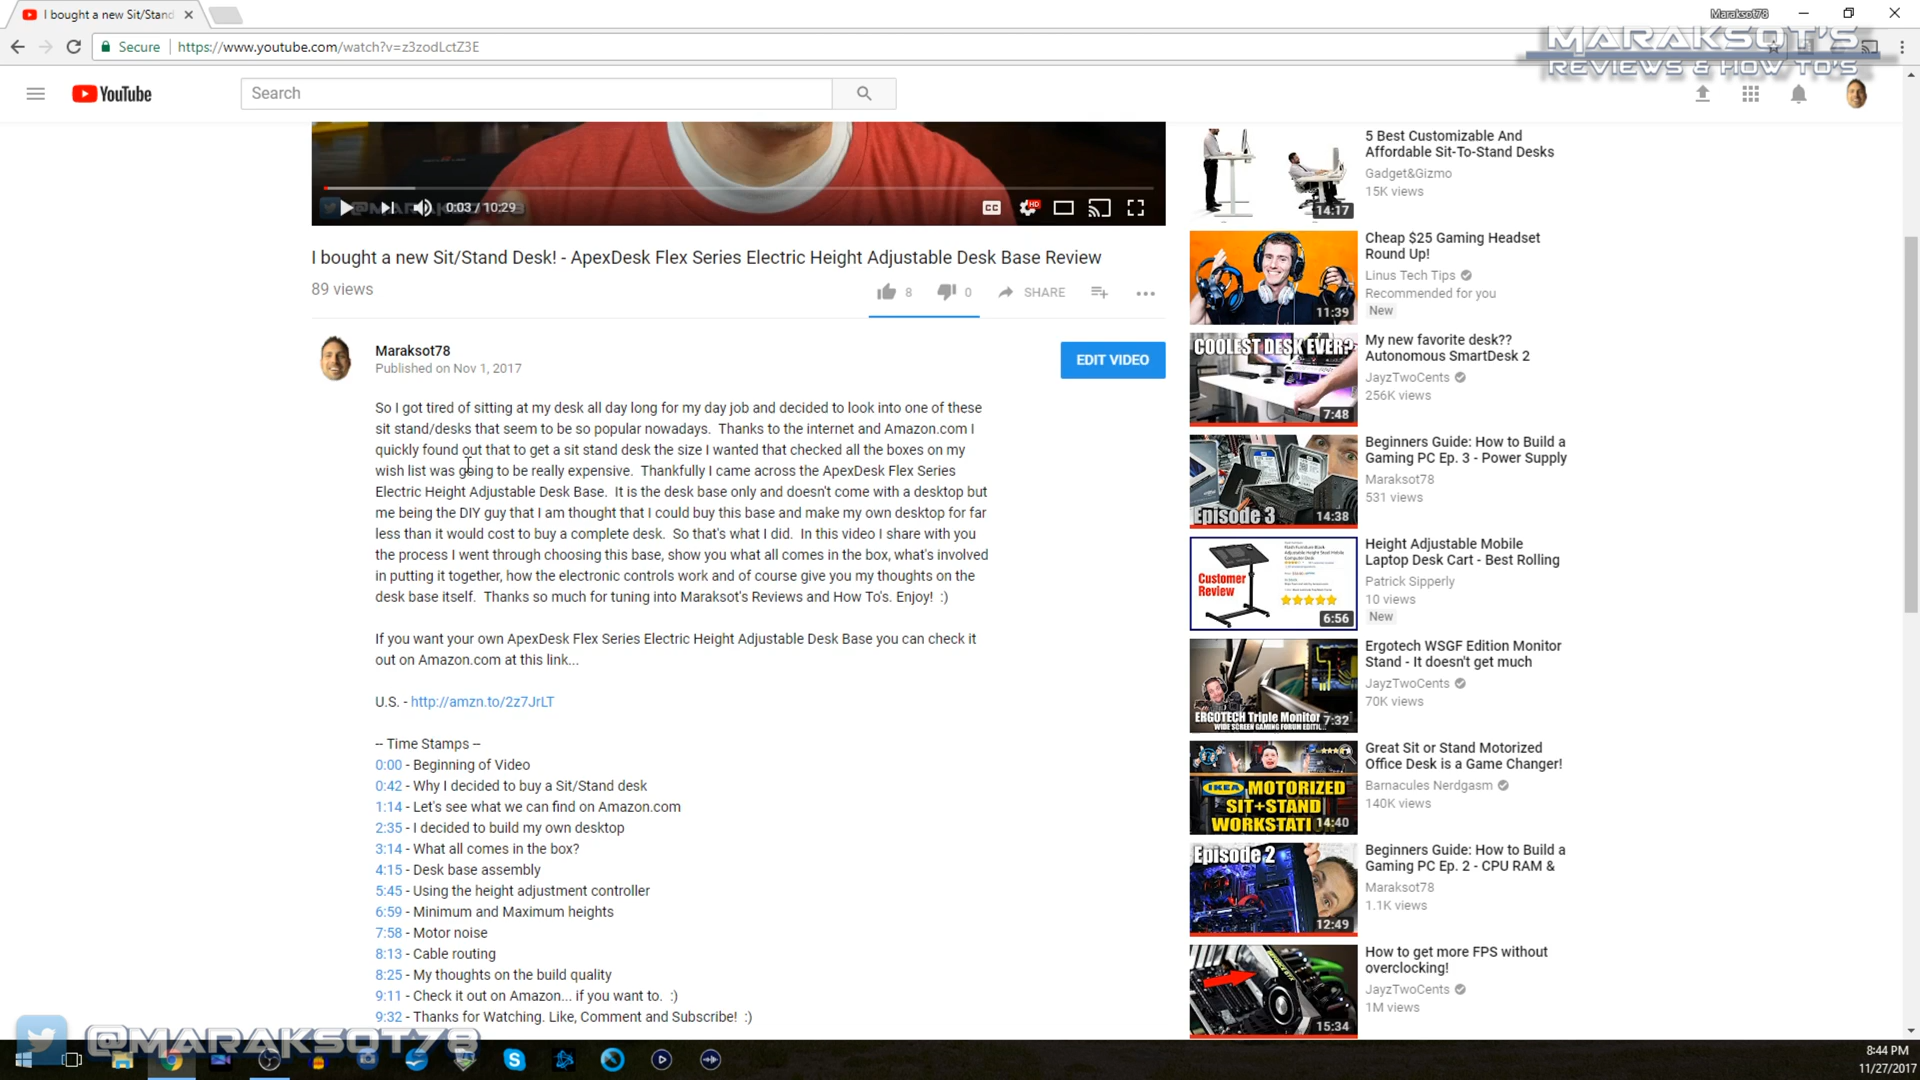 I bought a new Sit/Stand
Maraksot78
Secure
https://www.youtube.com/watch?v=z3zodLctZ3E
MARAKSOT'S
REVIEWS & HOW TO'S
YouTube
Search
0:03 / 10:29
CC
HD
I bought a new Sit/Stand Desk! - ApexDesk Flex Series Electric Height Adjustable Desk Base Review
89 views
8
0
SHARE
Maraksot78
Published on Nov 1, 2017
EDIT VIDEO
So I got tired of sitting at my desk all day long for my day job and decided to look into one of these
sit stand/desks that seem to be so popular nowadays.  Thanks to the internet and Amazon.com I
quickly found out that to get a sit stand desk the size I wanted that checked all the boxes on my
wish list was going to be really expensive.  Thankfully I came across the ApexDesk Flex Series
Electric Height Adjustable Desk Base.  It is the desk base only and doesn't come with a desktop but
me being the DIY guy that I am thought that I could buy this base and make my own desktop for far
less than it would cost to buy a complete desk.  So that's what I did.  In this video I share with you
the process I went through choosing this base, show you what all comes in the box, what's involved
in putting it together, how the electronic controls work and of course give you my thoughts on the
desk base itself.  Thanks so much for tuning into Maraksot's Reviews and How To's. Enjoy!  :)
If you want your own ApexDesk Flex Series Electric Height Adjustable Desk Base you can check it
out on Amazon.com at this link...
U.S. - http://amzn.to/2z7JrLT
-- Time Stamps --
0:00 - Beginning of Video
0:42 - Why I decided to buy a Sit/Stand desk
1:14 - Let's see what we can find on Amazon.com
2:35 - I decided to build my own desktop
3:14 - What all comes in the box?
4:15 - Desk base assembly
5:45 - Using the height adjustment controller
6:59 - Minimum and Maximum heights
7:58 - Motor noise
8:13 - Cable routing
8:25 - My thoughts on the build quality
9:11 - Check it out on Amazon... if you want to.  :)
9:32 - Thanks for Watching. Like, Comment and Subscribe!  :)
14:17
5 Best Customizable And
Affordable Sit-To-Stand Desks
Gadget&Gizmo
15K views
11:39
Cheap $25 Gaming Headset
Round Up!
Linus Tech Tips
Recommended for you
New
COOLEST DESK EVER?
7:48
My new favorite desk??
Autonomous SmartDesk 2
JayzTwoCents
256K views
Episode 3
14:38
Beginners Guide: How to Build a
Gaming PC Ep. 3 - Power Supply
Maraksot78
531 views
Customer
Review
6:56
Height Adjustable Mobile
Laptop Desk Cart - Best Rolling
Patrick Sipperly
10 views
New
ERGOTECH Triple Monitor
WIDE SCREEN GAMING FORUM EDITI
7:32
Ergotech WSGF Edition Monitor
Stand - It doesn't get much
JayzTwoCents
70K views
IKEA MOTORIZED
SIT+STAND
WORKSTATI
14:40
Great Sit or Stand Motorized
Office Desk is a Game Changer!
Barnacules Nerdgasm
140K views
Episode 2
12:49
Beginners Guide: How to Build a
Gaming PC Ep. 2 - CPU RAM &
Maraksot78
1.1K views
15:34
How to get more FPS without
overclocking!
JayzTwoCents
1M views
@MARAKSOT78
8:44 PM
11/27/2017